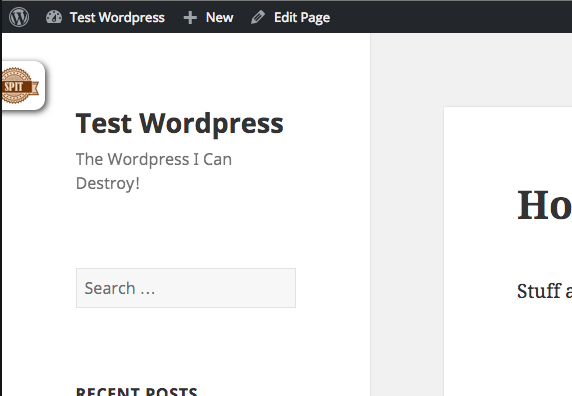 Test Wordpress New Edit Page
SPIT
Test Wordpress
The Wordpress I Can
Destroy!
Search …
RECENT POSTS
Ho
Stuff a